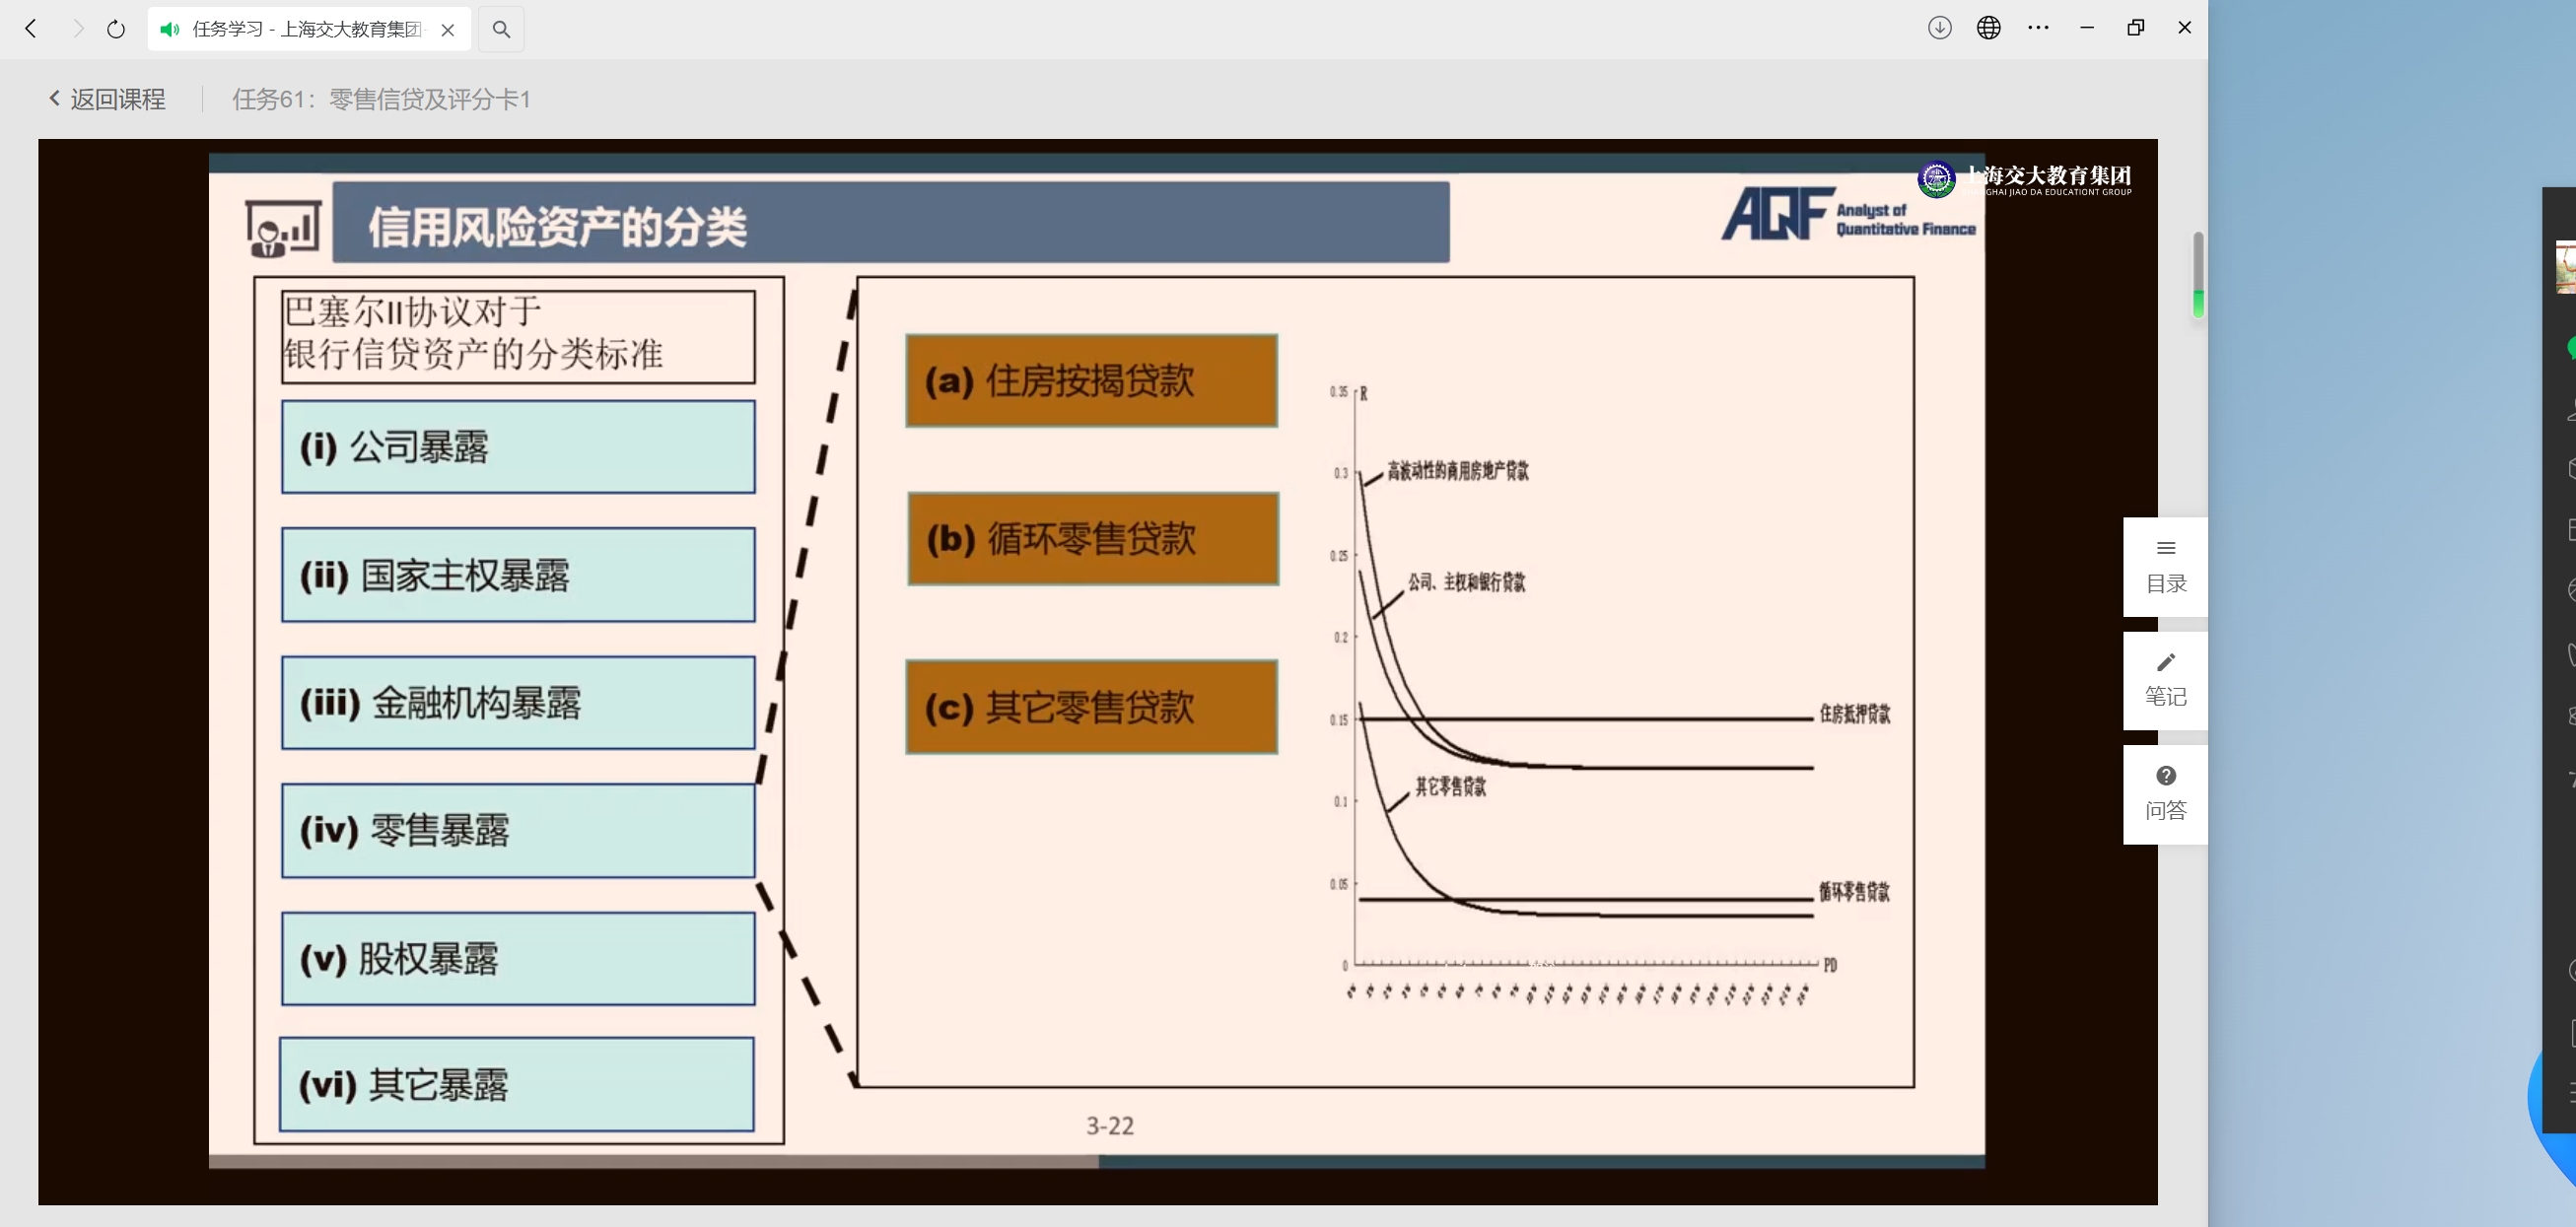 任务学习 - 上海交大教育集团
返回课程
任务61：零售信贷及评分卡1
上海交大教育集团
SHANGHAI JIAO DA EDUCATIONT GROUP
信用风险资产的分类
AQF Analyst of
Quantitative Finance
巴塞尔II协议对于
银行信贷资产的分类标准
(i) 公司暴露
(ii) 国家主权暴露
(iii) 金融机构暴露
(iv) 零售暴露
(v) 股权暴露
(vi) 其它暴露
(a) 住房按揭贷款
(b) 循环零售贷款
(c) 其它零售贷款
0.35 R
0.3
高波动性的商用房地产贷款
0.25
公司、主权和银行贷款
0.2
0.15
住房抵押贷款
其它零售贷款
0.1
0.05
循环零售贷款
0
PD
3-22
目录
笔记
问答